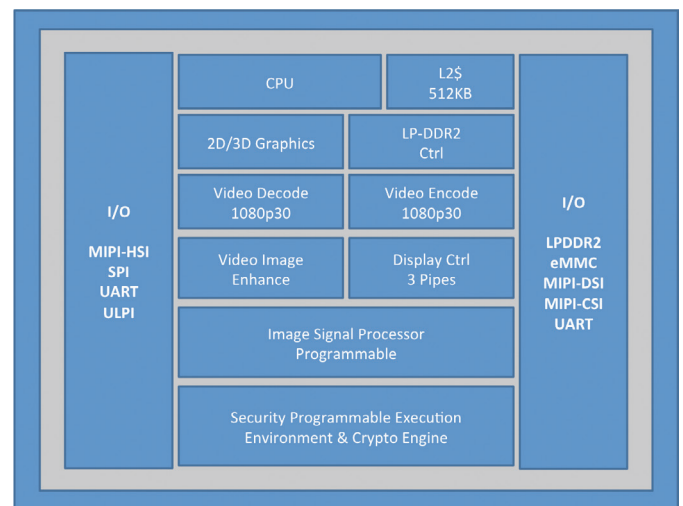 I/O
MIPI-HSI
SPI
UART
ULPI
CPU
L2$
512KB
2D/3D Graphics
LP-DDR2
Ctrl
Video Decode
1080p30
Video Encode
1080p30
Video Image
Enhance
Display Ctrl
3 Pipes
Image Signal Processor
Programmable
Security Programmable Execution
Environment & Crypto Engine
I/O
LPDDR2
eMMC
MIPI-DSI
MIPI-CSI
UART